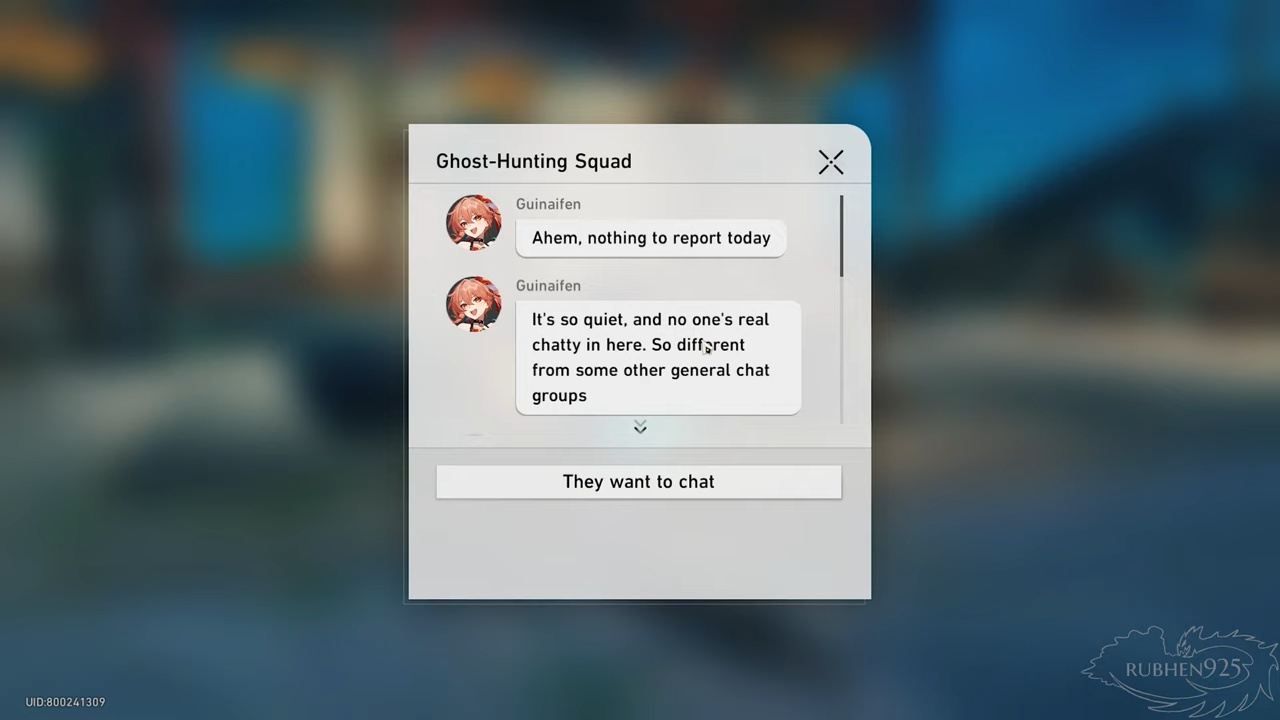 Ghost-Hunting Squad
Guinaifen
Ahem, nothing to report today
Guinaifen
It's so quiet, and no one's real
chatty in here. So different
from some other general chat
groups
They want to chat
UID:800241309
RUBHEN925